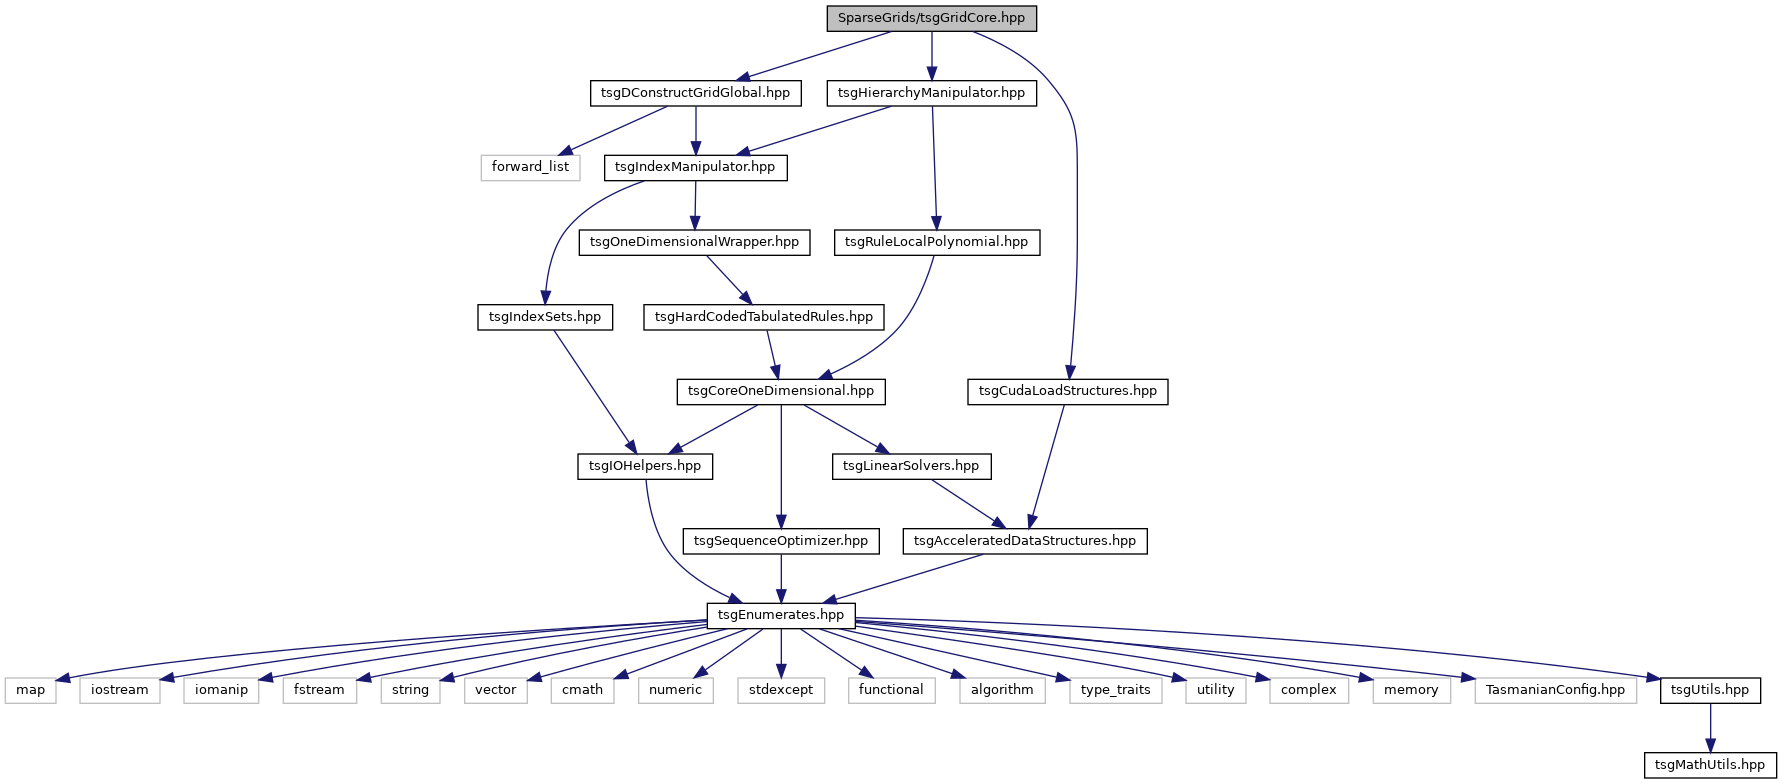 SparseGrids/tsgGridCore.hpp
tsgDConstructGridGlobal.hpp
tsgHierarchyManipulator.hpp
forward_list
tsgIndexManipulator.hpp
tsgOneDimensionalWrapper.hpp
tsgRuleLocalPolynomial.hpp
tsgIndexSets.hpp
tsgHardCodedTabulatedRules.hpp
tsgCoreOneDimensional.hpp
tsgCudaLoadStructures.hpp
tsgIOHelpers.hpp
tsgLinearSolvers.hpp
tsgSequenceOptimizer.hpp
tsgAcceleratedDataStructures.hpp
tsgEnumerates.hpp
map
iostream
iomanip
fstream
string
vector
cmath
numeric
stdexcept
functional
algorithm
type_traits
utility
complex
memory
TasmanianConfig.hpp
tsgUtils.hpp
tsgMathUtils.hpp